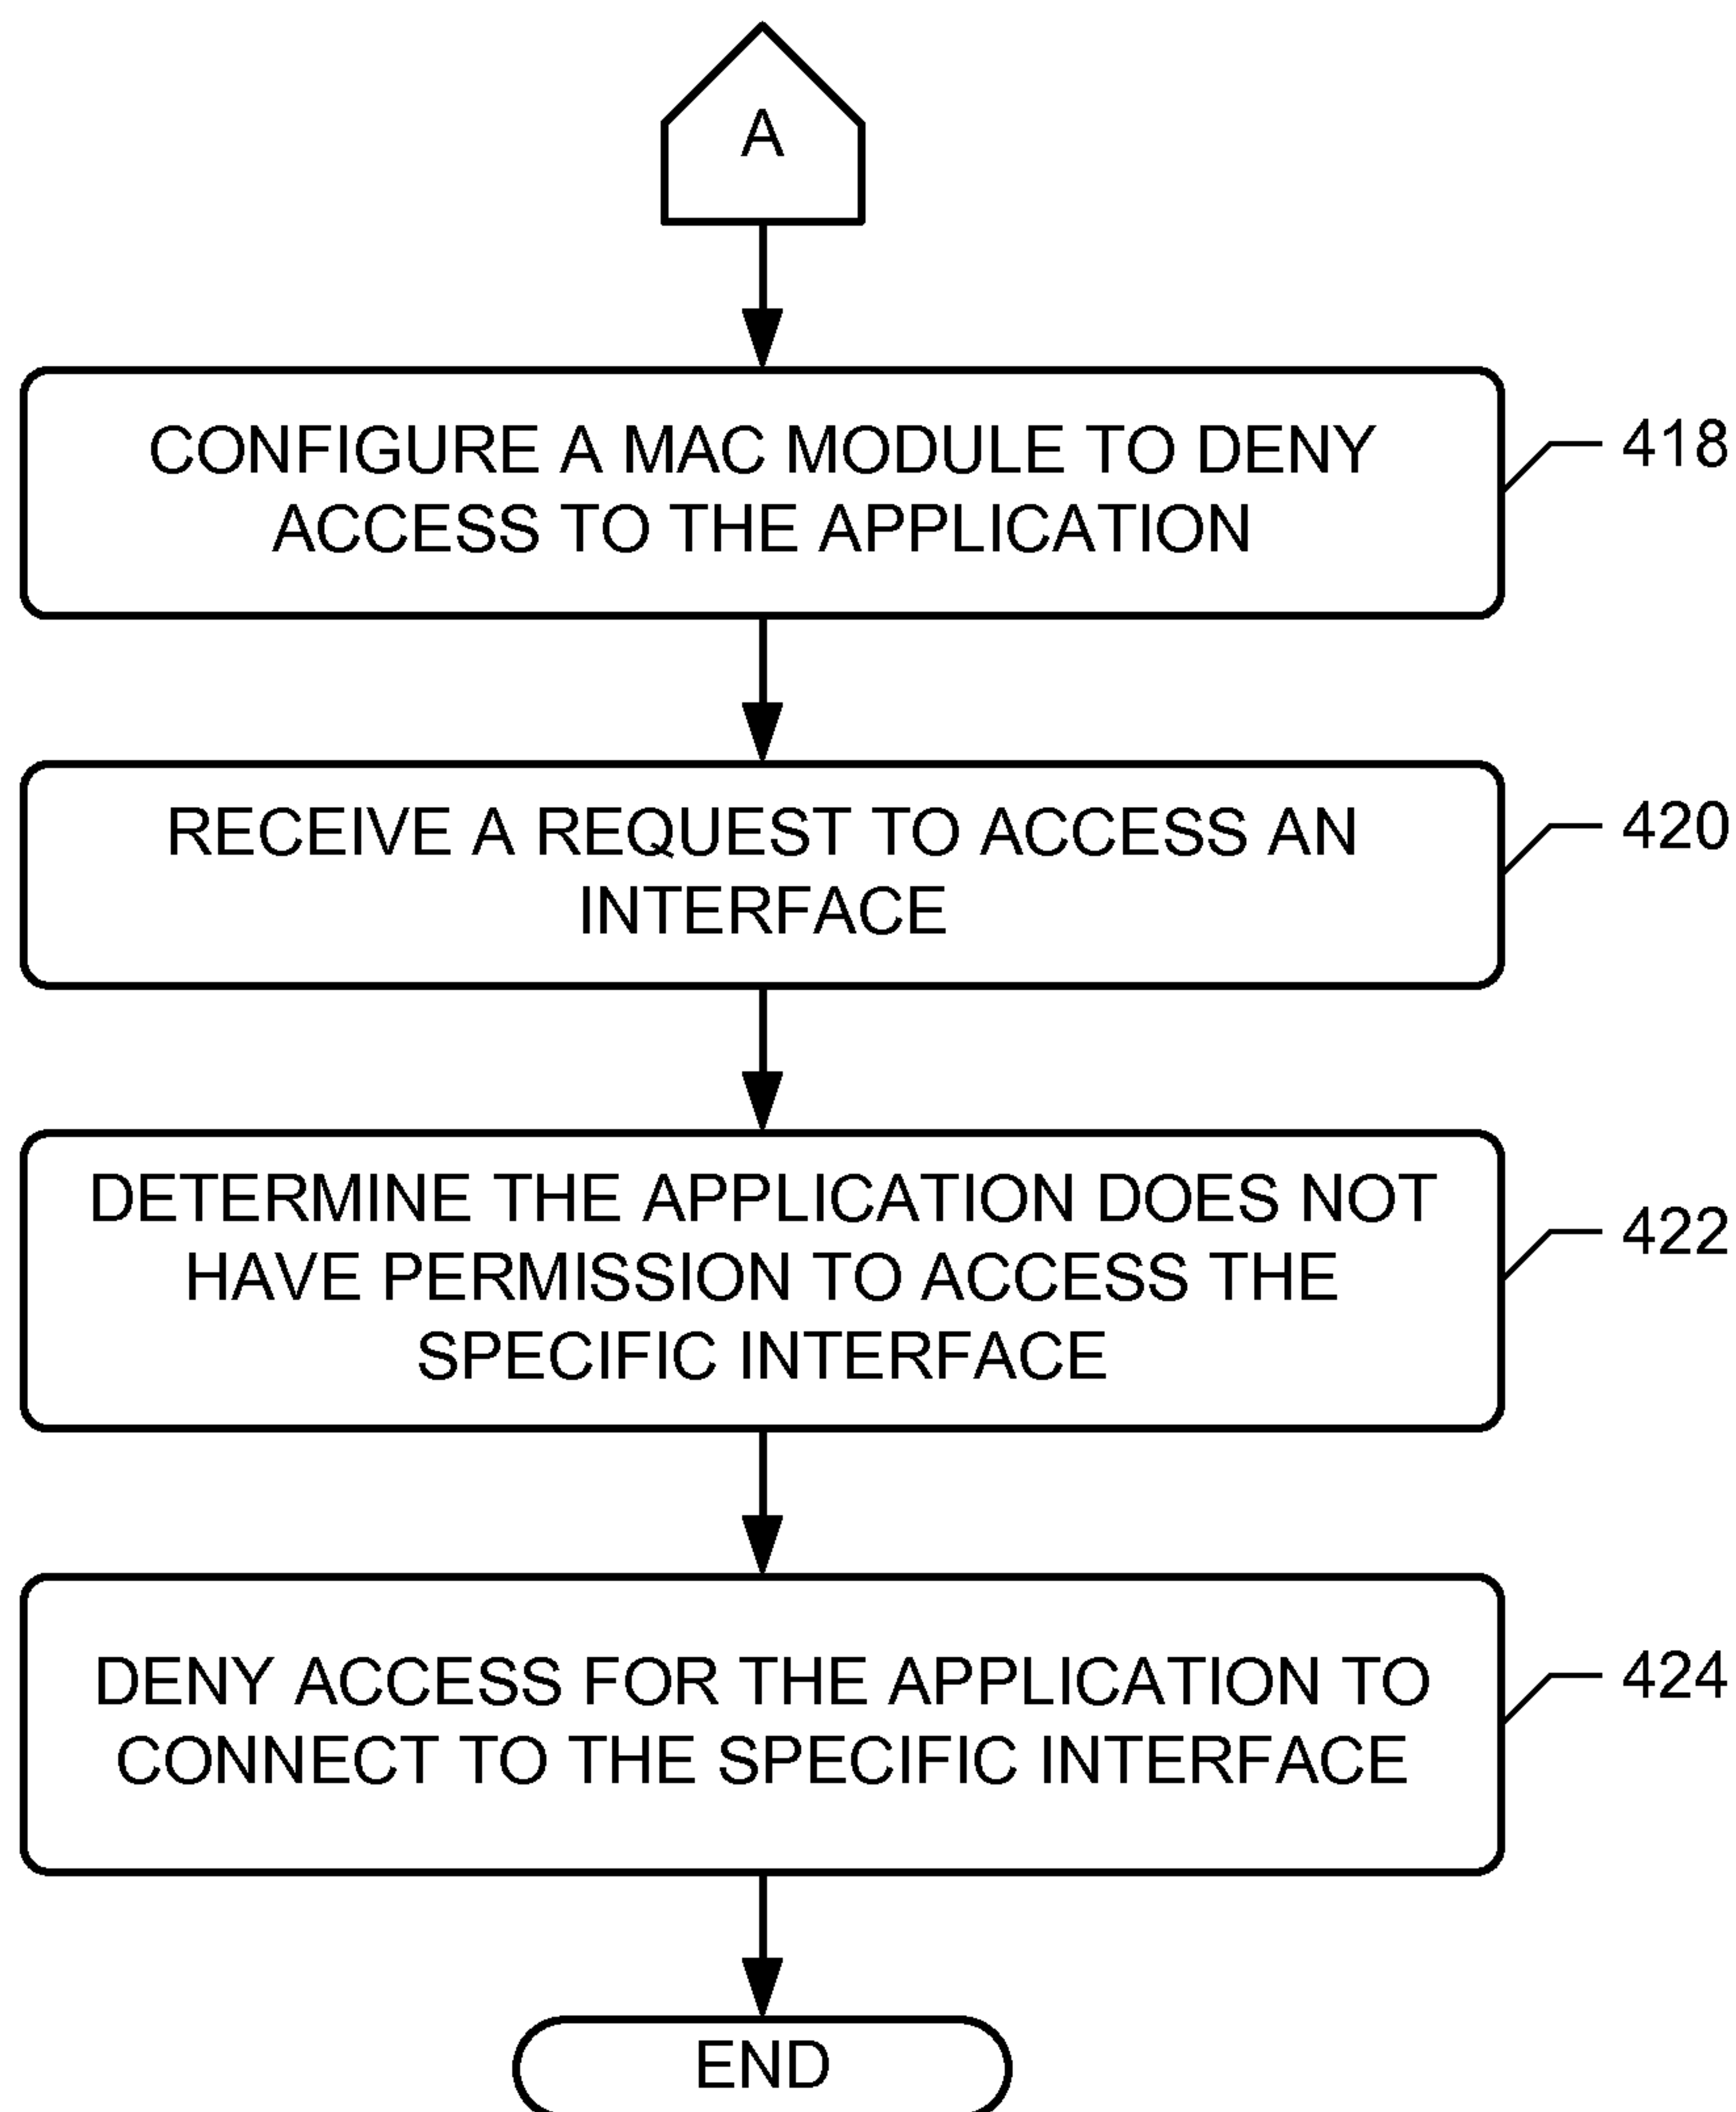 A
CONFIGURE A MAC MODULE TO DENY
ACCESS TO THE APPLICATION
418
RECEIVE A REQUEST TO ACCESS AN
INTERFACE
420
DETERMINE THE APPLICATION DOES NOT
HAVE PERMISSION TO ACCESS THE
SPECIFIC INTERFACE
422
DENY ACCESS FOR THE APPLICATION TO
CONNECT TO THE SPECIFIC INTERFACE
424
END